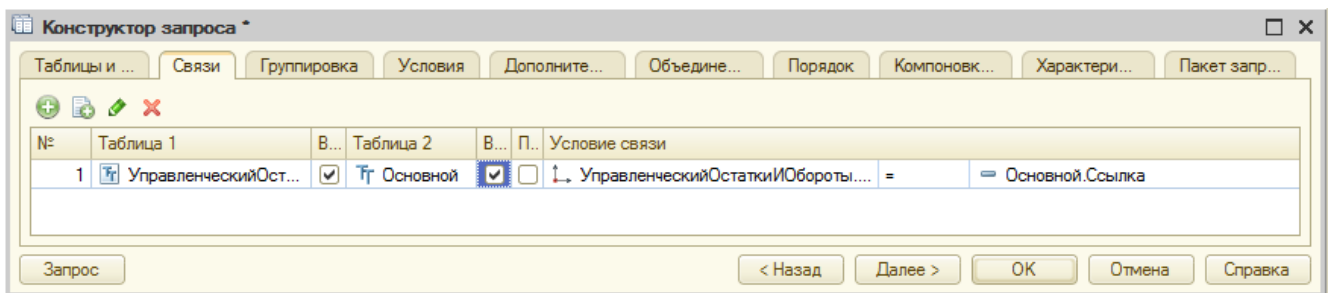 Конструктор запроса *
Таблицы и ... Связи Группировка Условия Дополните... Объедине... Порядок Компоновк... Характери... Пакет запр...
№ Таблица 1 В... Таблица 2 В... П... Условие связи
1 УправленческийОст... Основной УправленческийОстаткиИОбороты.... = Основной.Ссылка
Запрос < Назад Далее > ОК Отмена Справка